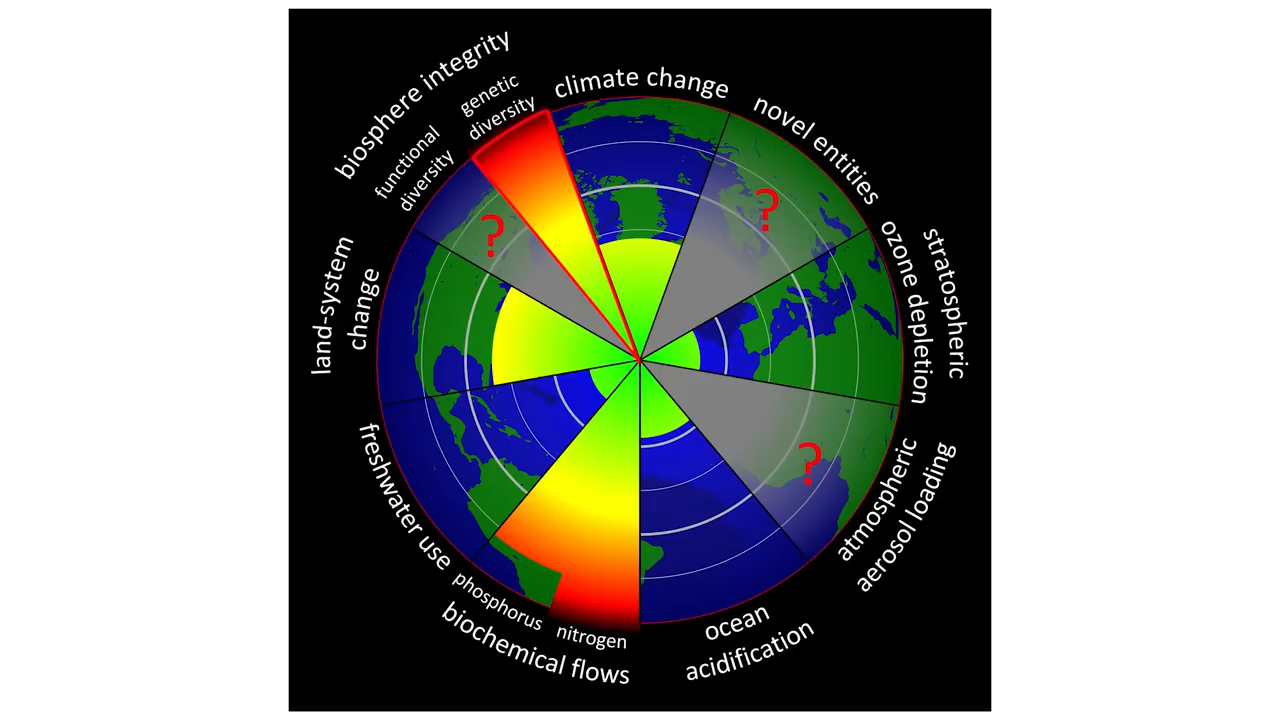 biosphere integrity
functional
diversity
genetic
diversity
climate change
novel entities
?
?
stratospheric
ozone depletion
land-system
change
?
atmospheric
aerosol loading
freshwater use
phosphorus
nitrogen
biochemical flows
ocean
acidification